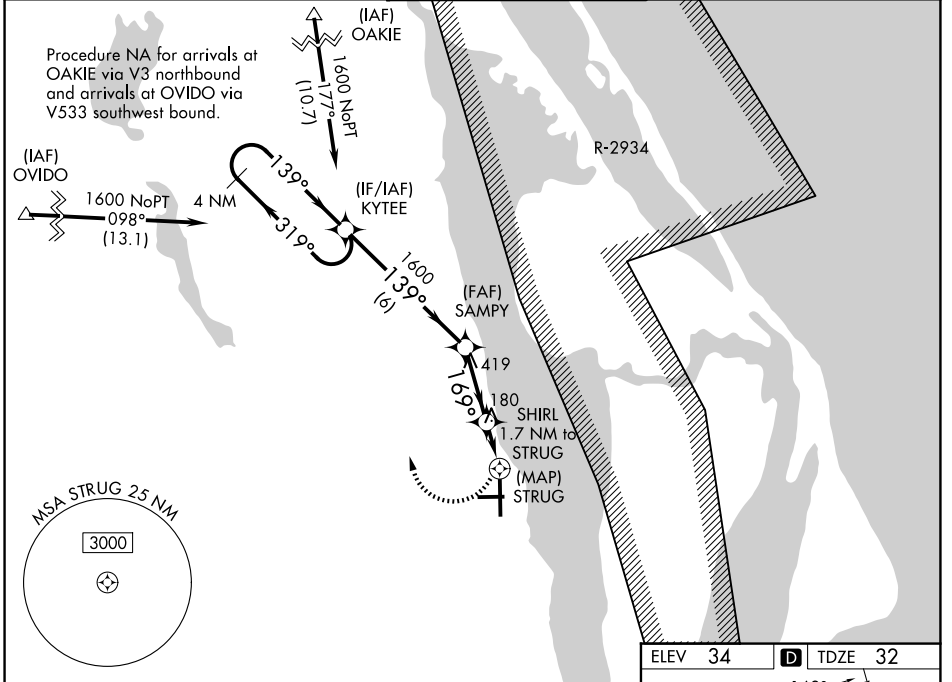 (IAF)
OAKIE
Procedure NA for arrivals at
OAKIE via V3 northbound
and arrivals at OVIDO via
V533 southwest bound.
1600 NoPT
177°
(10.7)
R-2934
(IAF)
OVIDO
1600 NoPT
098°
(13.1)
4 NM
139°
319°
(IF/IAF)
KYTEE
1600
139°
(6)
(FAF)
SAMPY
419
169°
180
SHIRL
1.7 NM to
STRUG
(MAP)
STRUG
MSA STRUG 25 NM
3000
ELEV 34 D TDZE 32